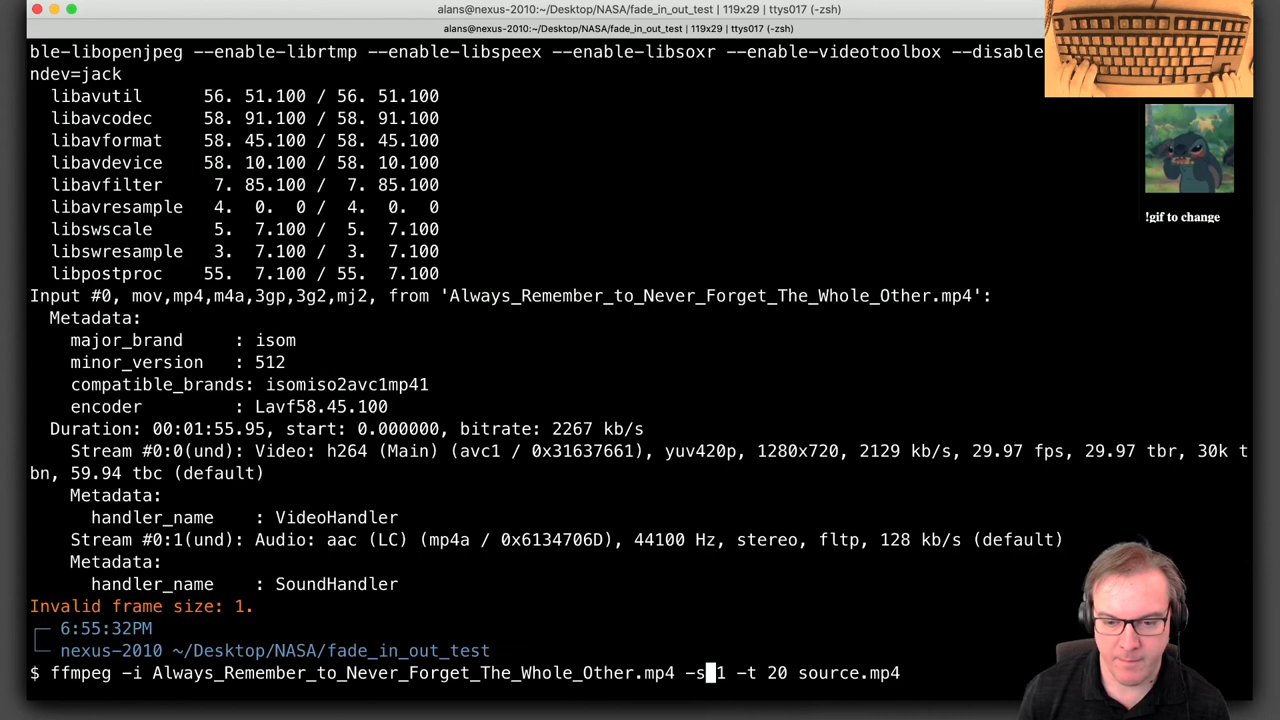 alans@nexus-2010:~/Desktop/NASA/fade_in_out_test | 119x29 | ttys017 (-zsh)
alans@nexus-2010:~/Desktop/NASA/fade_in_out_test | 119x29 | ttys017 (-zsh)
ble-libopenjpeg --enable-librtmp --enable-libspeex --enable-libsoxr --enable-videotoolbox --disable
ndev=jack
libavutil 56. 51.100 / 56. 51.100
libavcodec 58. 91.100 / 58. 91.100
libavformat 58. 45.100 / 58. 45.100
libavdevice 58. 10.100 / 58. 10.100
libavfilter 7. 85.100 / 7. 85.100
libavresample 4. 0. 0 / 4. 0. 0
libswscale 5. 7.100 / 5. 7.100
libswresample 3. 7.100 / 3. 7.100
libpostproc 55. 7.100 / 55. 7.100
!gif to change
Input #0, mov,mp4,m4a,3gp,3g2,mj2, from 'Always_Remember_to_Never_Forget_The_Whole_Other.mp4':
Metadata:
major_brand : isom
minor_version : 512
compatible_brands: isomiso2avc1mp41
encoder : Lavf58.45.100
Duration: 00:01:55.95, start: 0.000000, bitrate: 2267 kb/s
Stream #0:0(und): Video: h264 (Main) (avc1 / 0x31637661), yuv420p, 1280x720, 2129 kb/s, 29.97 fps, 29.97 tbr, 30k t
bn, 59.94 tbc (default)
Metadata:
handler_name : VideoHandler
Stream #0:1(und): Audio: aac (LC) (mp4a / 0x6134706D), 44100 Hz, stereo, fltp, 128 kb/s (default)
Metadata:
handler_name : SoundHandler
Invalid frame size: 1.
6:55:32PM
nexus-2010 ~/Desktop/NASA/fade_in_out_test
$ ffmpeg -i Always_Remember_to_Never_Forget_The_Whole_Other.mp4 -s 1 -t 20 source.mp4